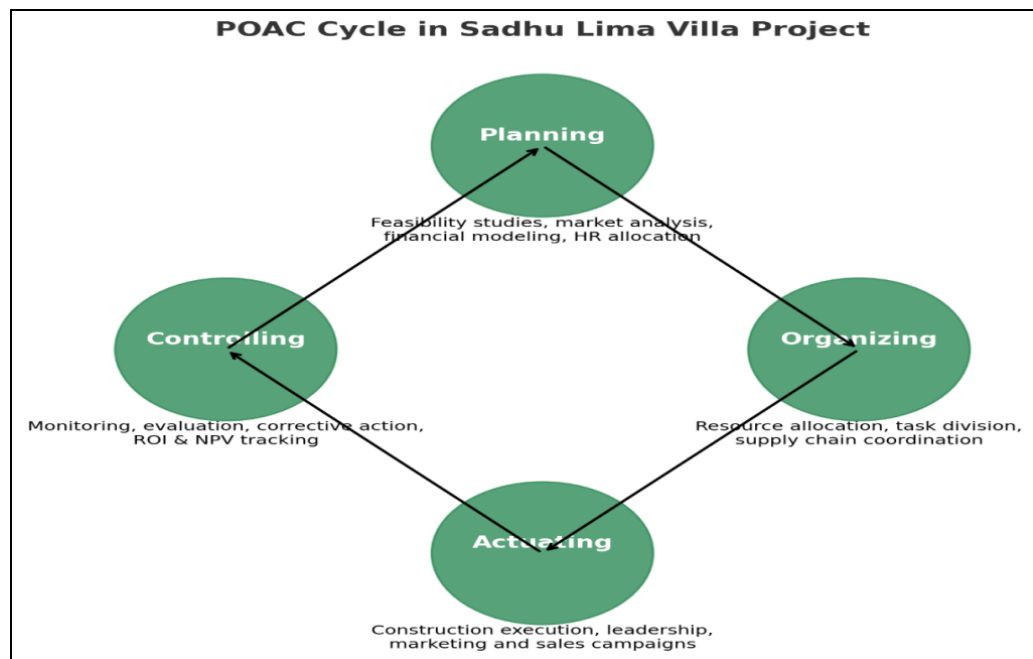 POAC Cycle in Sadhu Lima Villa Project
Planning
Feasibility studies, market analysis,
financial modeling, HR allocation
Controlling
Organizing
Monitoring, evaluation, corrective action,
ROI & NPV tracking
Resource allocation, task division,
supply chain coordination
Actuating
Construction execution, leadership,
marketing and sales campaigns